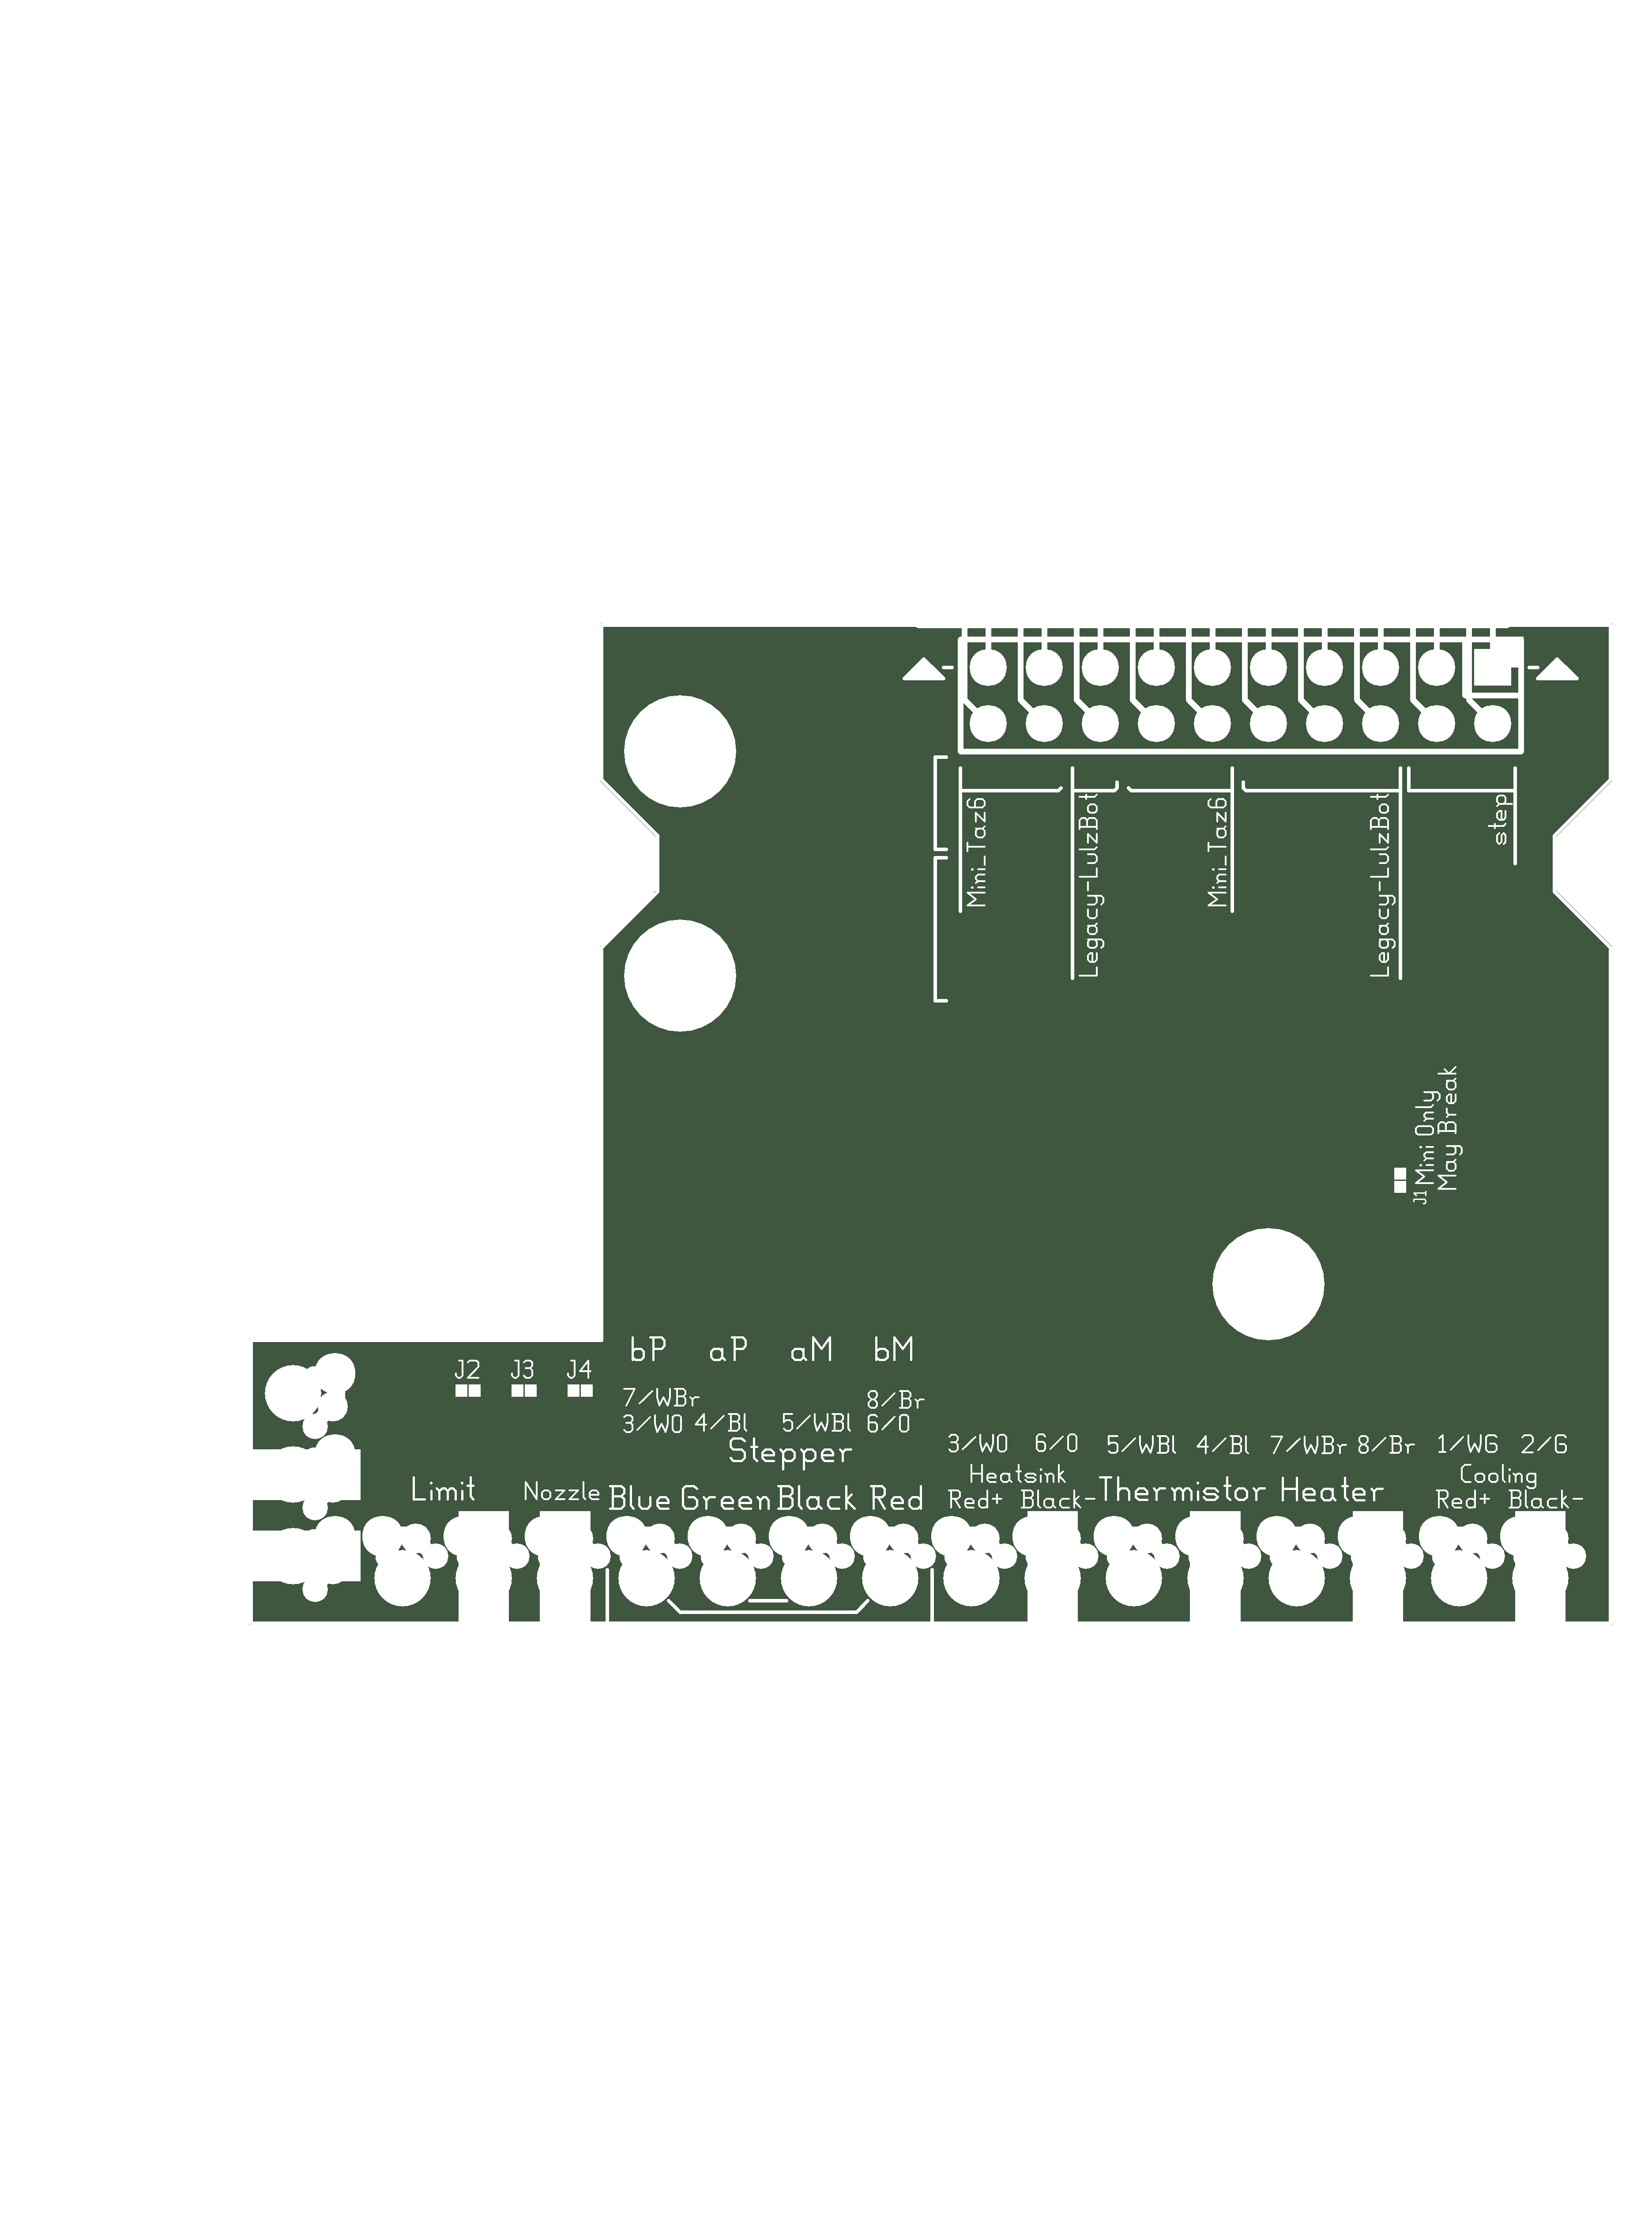 Mini_Taz6
Legacy-LulzBot
Mini_Taz6
Legacy-LulzBot
step
J1
Mini Only
May Break
bP aP aM bM
J2 J3 J4
7/WBr 8/Br
3/WO 4/Bl 5/WBl 6/O
Stepper
3/WO 6/O 5/WBl 4/Bl 7/WBr 8/Br 1/WG 2/G
Heatsink Cooling
Limit Nozzle Blue Green Black Red Red+ Black- Thermistor Heater Red+ Black-